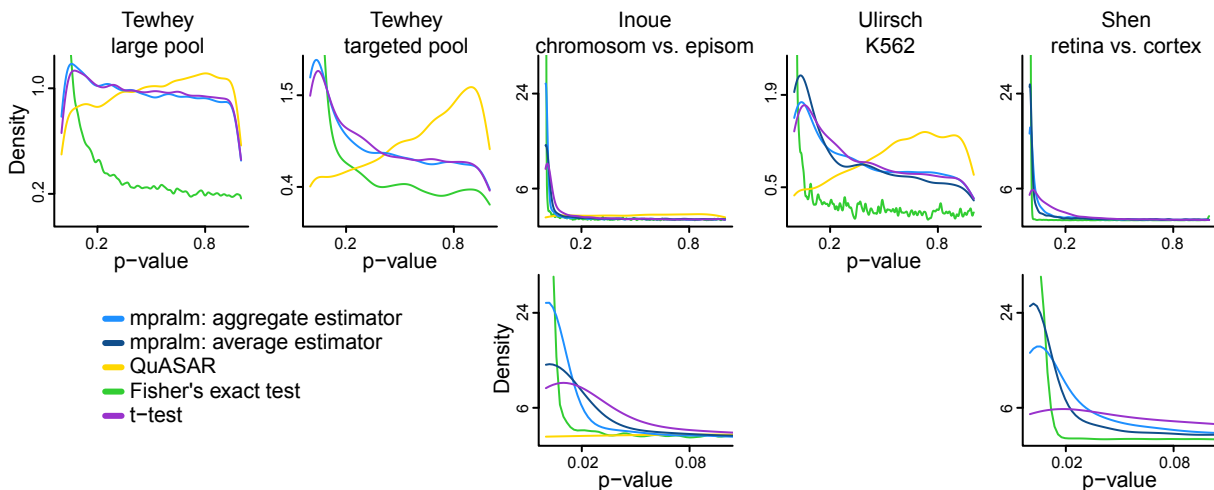 Tewhey
large pool
Tewhey
targeted pool
Inoue
chromosom vs. episom
Ulirsch
K562
Shen
retina vs. cortex
Density
1.0
0.2
0.2
0.8
p−value
1.5
0.4
0.2
0.8
p−value
24
6
0.2
0.8
p−value
1.9
0.5
0.2
0.8
p−value
24
6
0.2
0.8
p−value
mpralm: aggregate estimator
mpralm: average estimator
QuASAR
Fisher's exact test
t−test
Density
24
6
0.02
0.08
p−value
24
6
0.02
0.08
p−value